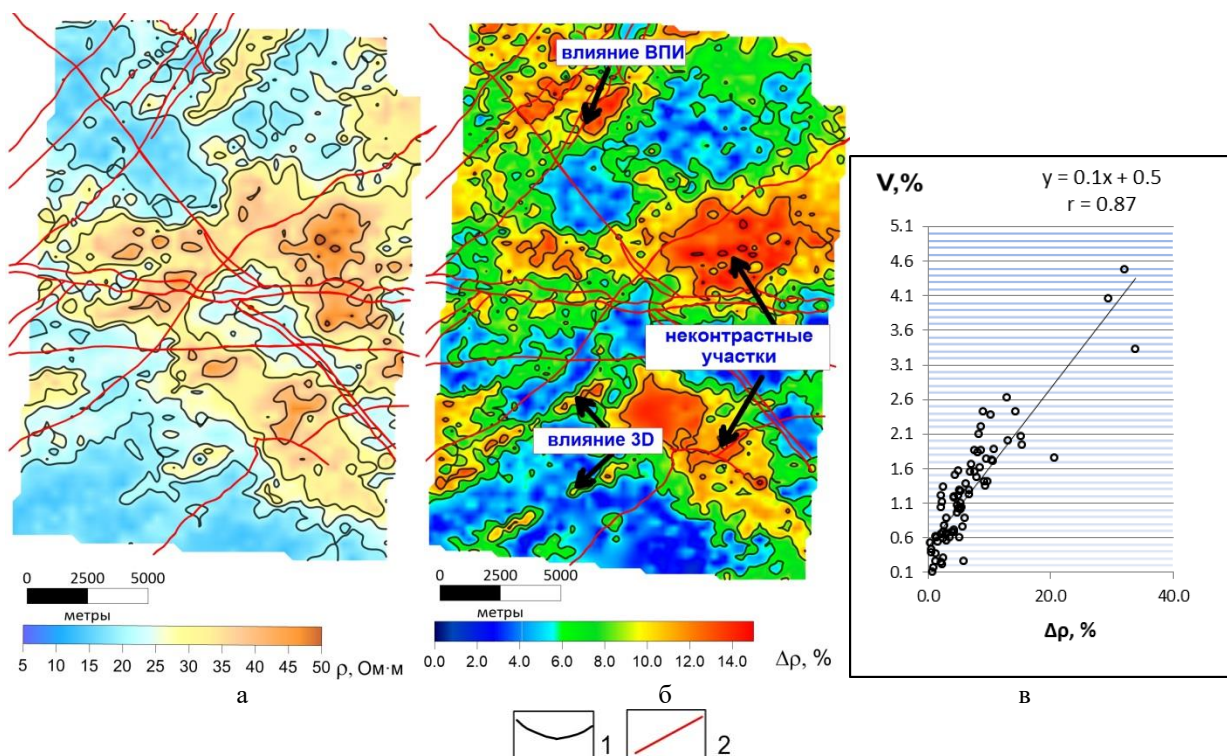 влияние ВПИ
неконтрастные
участки
влияние 3D
0 2500 5000
метры
5 10 15 20 25 30 35 40 45 50 ρ, Ом·м
а
0 2500 5000
метры
0.0 2.0 4.0 6.0 8.0 10.0 12.0 14.0 Δρ, %
б
V,%
y = 0.1x + 0.5
r = 0.87
5.1
4.6
4.1
3.6
3.1
2.6
2.1
1.6
1.1
0.6
0.1
0.0 20.0 40.0
Δρ, %
в
1 2